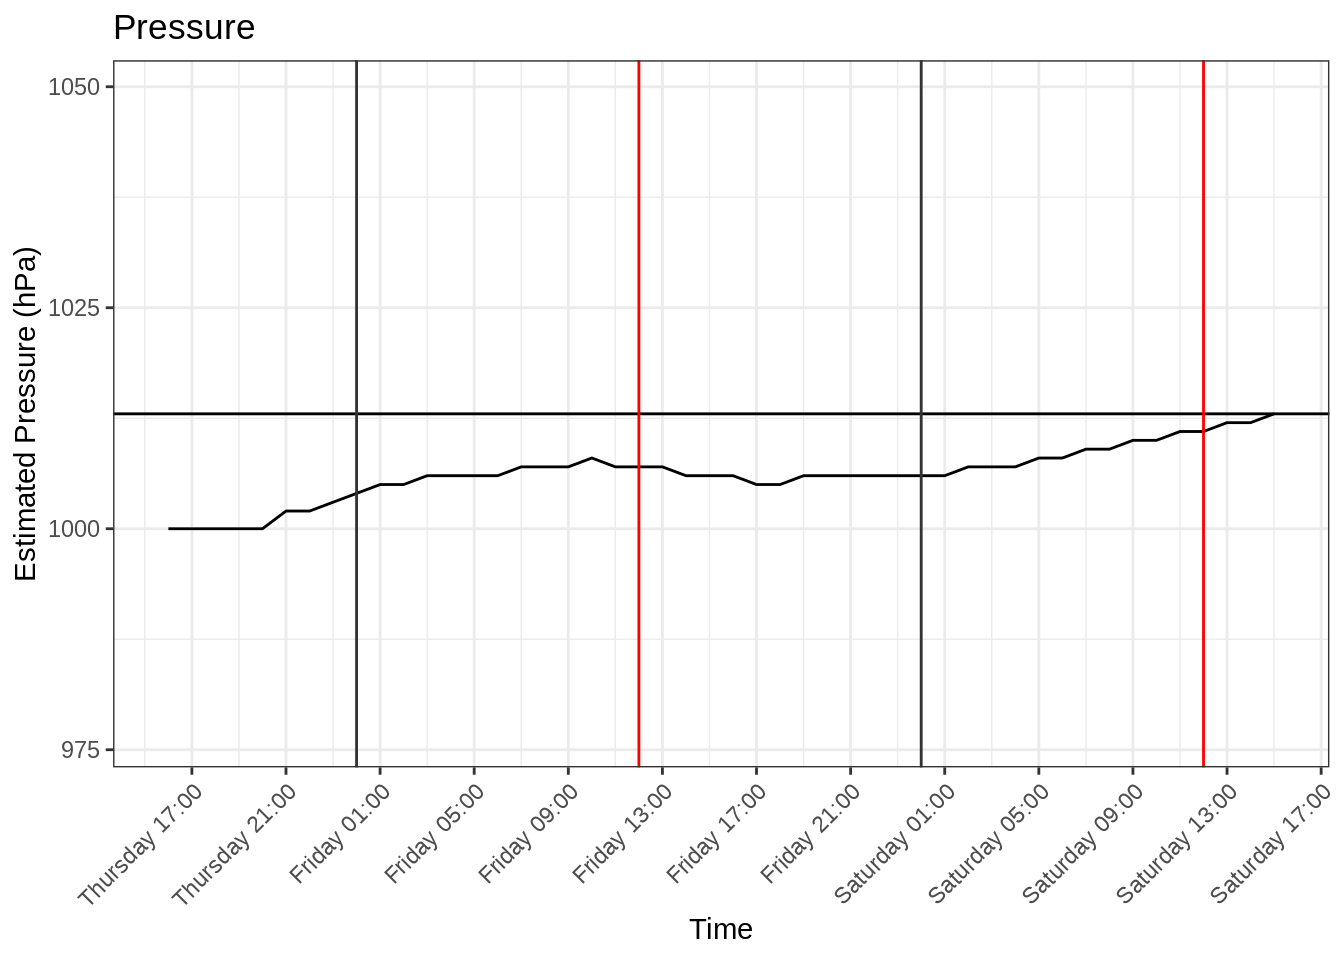 Pressure
Estimated Pressure (hPa)
1050
1025
1000
975
Thursday 17:00
Thursday 21:00
Friday 01:00
Friday 05:00
Friday 09:00
Friday 13:00
Friday 17:00
Friday 21:00
Saturday 01:00
Saturday 05:00
Saturday 09:00
Saturday 13:00
Saturday 17:00
Time